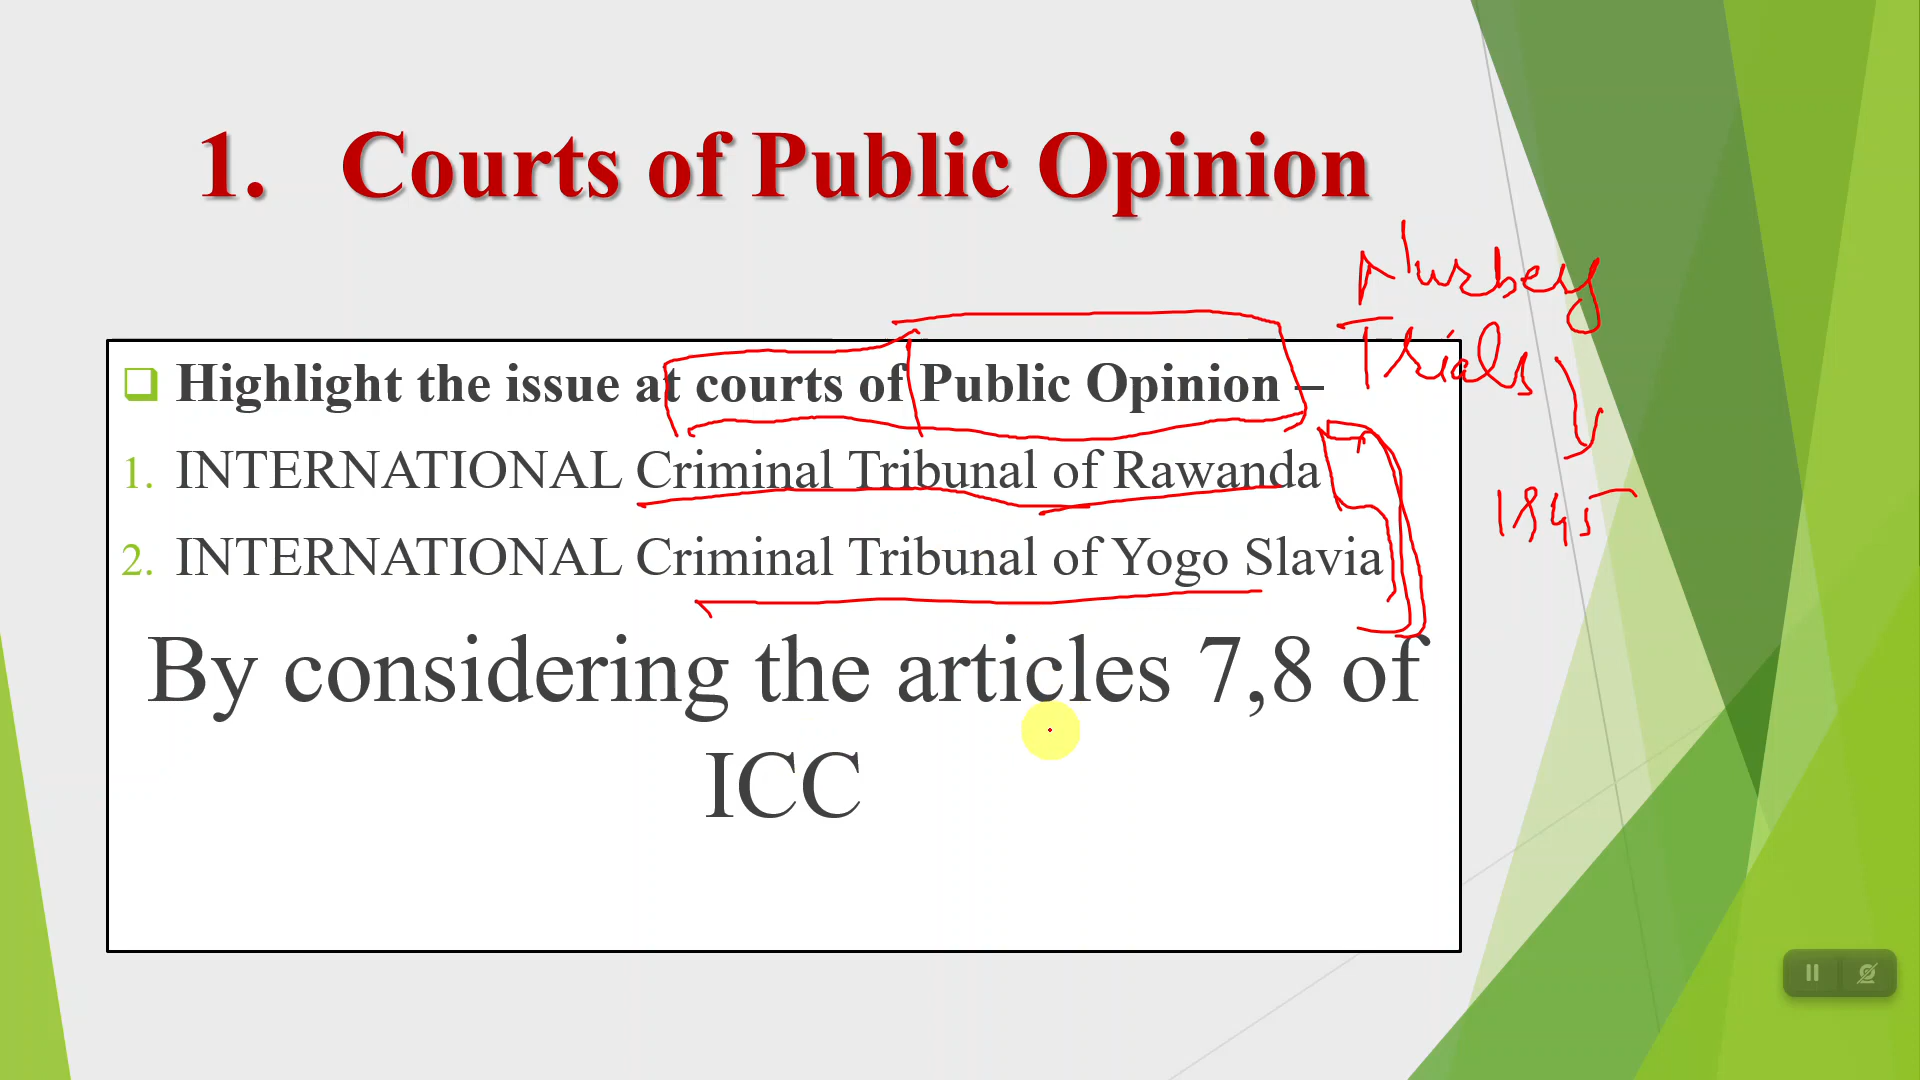 1. Courts of Public Opinion
Nurberg
Trials
Highlight the issue at courts of Public Opinion –
1. INTERNATIONAL Criminal Tribunal of Rawanda
1945
2. INTERNATIONAL Criminal Tribunal of Yogo Slavia
By considering the articles 7,8 of
ICC